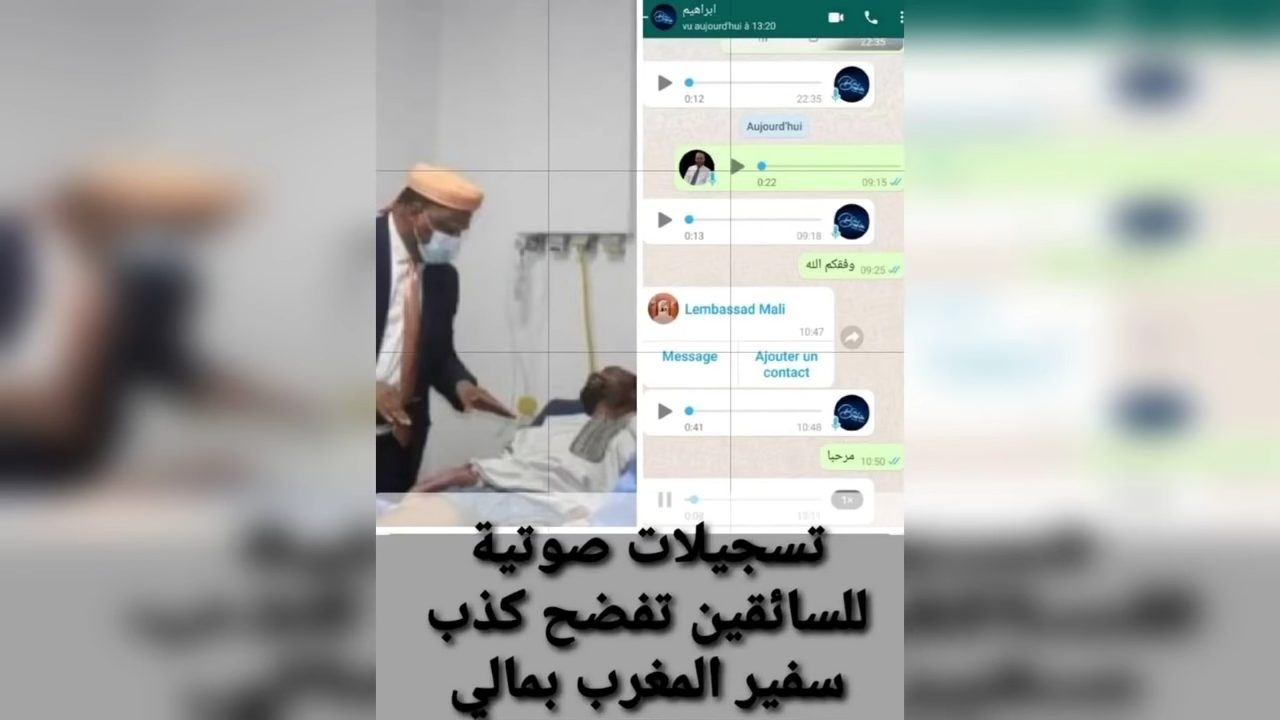 ابراهيم
vu aujourd'hui à 13:20
22:35
0:12 22:35
Aujourd'hui
0:22 09:15
0:13 09:18
وفقكم الله 09:25
Lembassad Mali
10:47
Message
Ajouter un
contact
0:41 10:48
مرحبا 10:50
1×
تسجيلات صوتية
للسائقين تفضح كذب
سفير المغرب بمالي